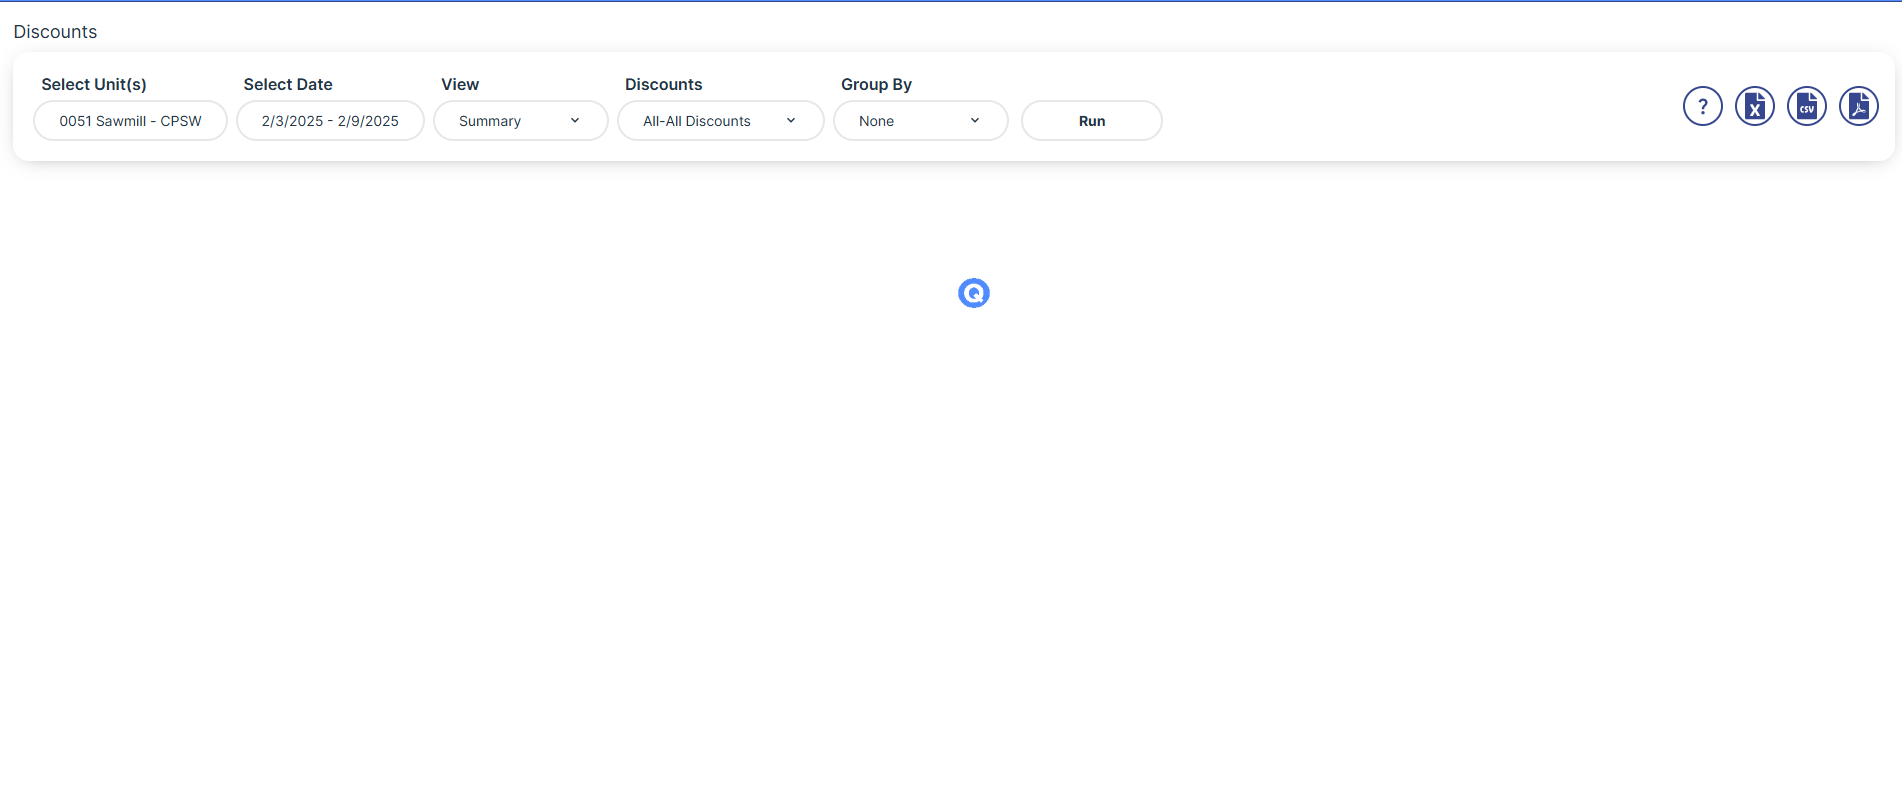 Discounts
Select Unit(s) Select Date View Discounts Group By
0051 Sawmill - CPSW 2/3/2025 - 2/9/2025 Summary All-All Discounts None Run
? X CSV
Q